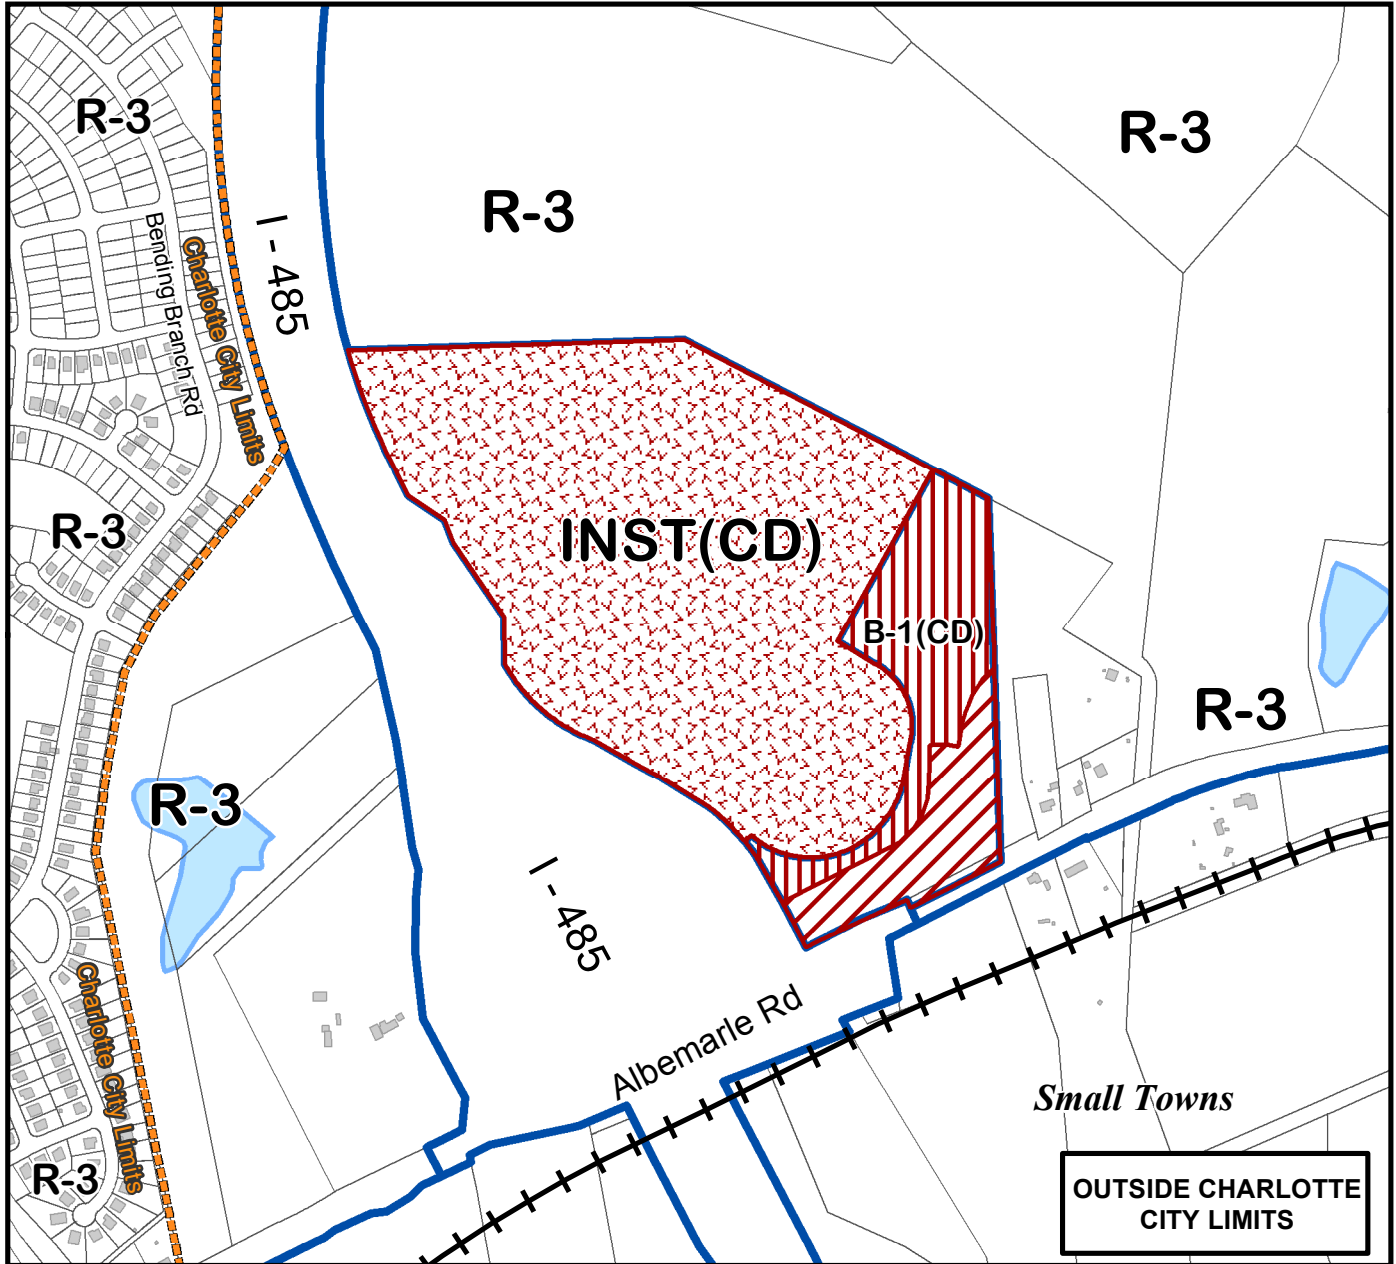 R-3
R-3
R-3
Bending Branch Rd
Charlotte City Limits
I - 485
R-3
INST(CD)
B-1(CD)
R-3
R-3
I - 485
Albemarle Rd
Charlotte City Limits
Small Towns
R-3
OUTSIDE CHARLOTTE
CITY LIMITS